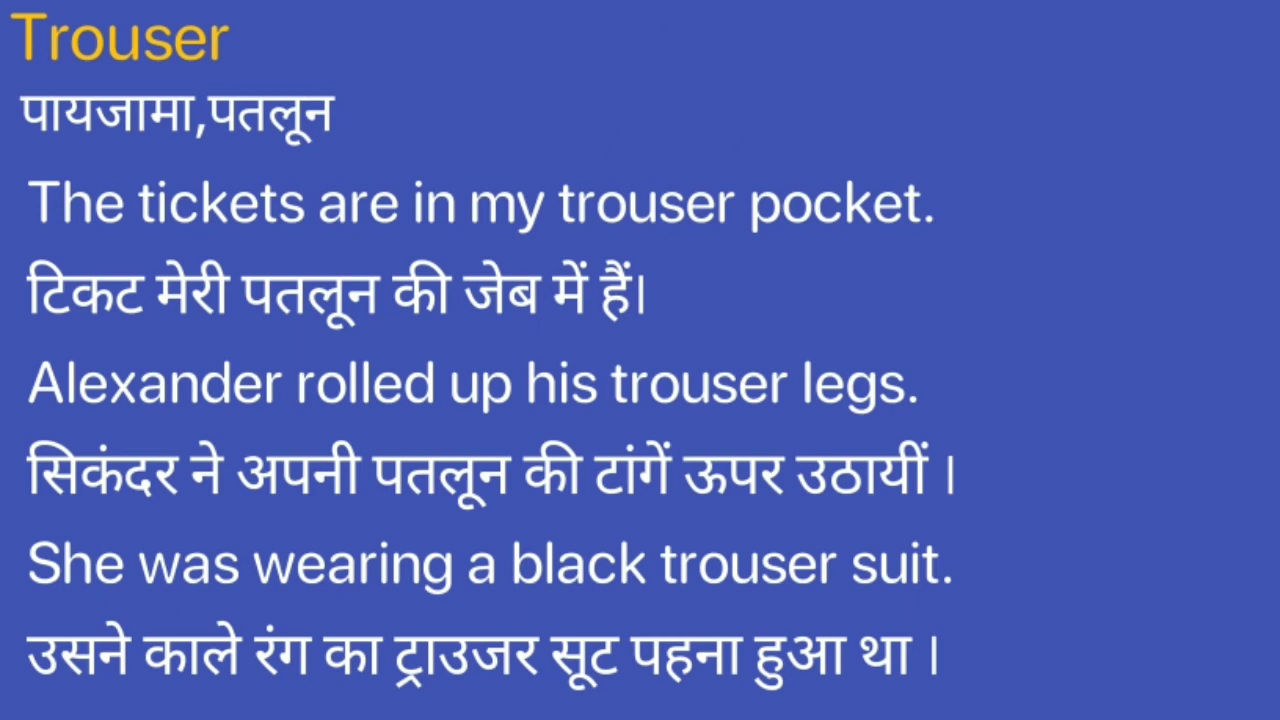 Trouser
पायजामा,पतलून
The tickets are in my trouser pocket.
टिकट मेरी पतलून की जेब में हैं।
Alexander rolled up his trouser legs.
सिकंदर ने अपनी पतलून की टांगें ऊपर उठायीं ।
She was wearing a black trouser suit.
उसने काले रंग का ट्राउजर सूट पहना हुआ था ।